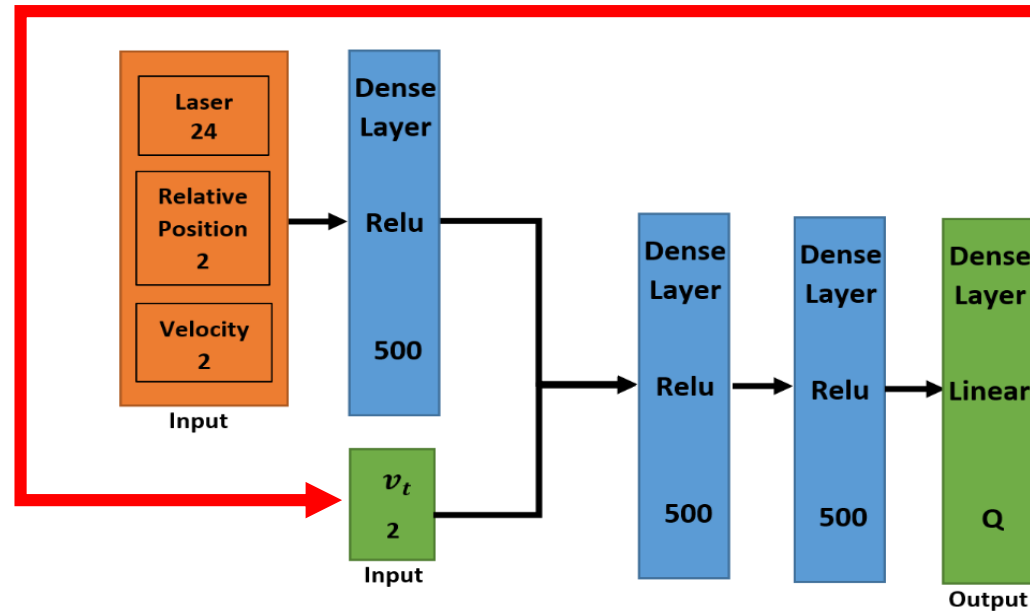 Laser
24
Relative
Position
2
Velocity
2
Input
Dense
Layer
Relu
500
v_t
2
Input
Dense
Layer
Relu
500
Dense
Layer
Relu
500
Dense
Layer
Linear
Q
Output